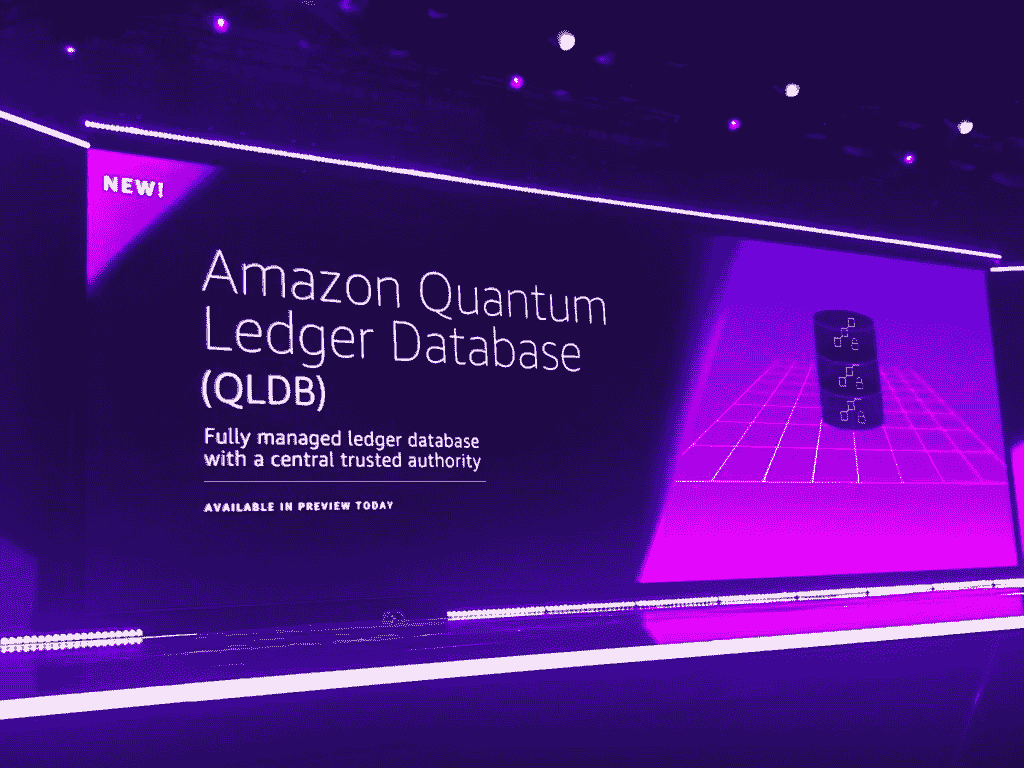 NEW!
Amazon Quantum
Ledger Database
(QLDB)
Fully managed ledger database
with a central trusted authority
AVAILABLE IN PREVIEW TODAY